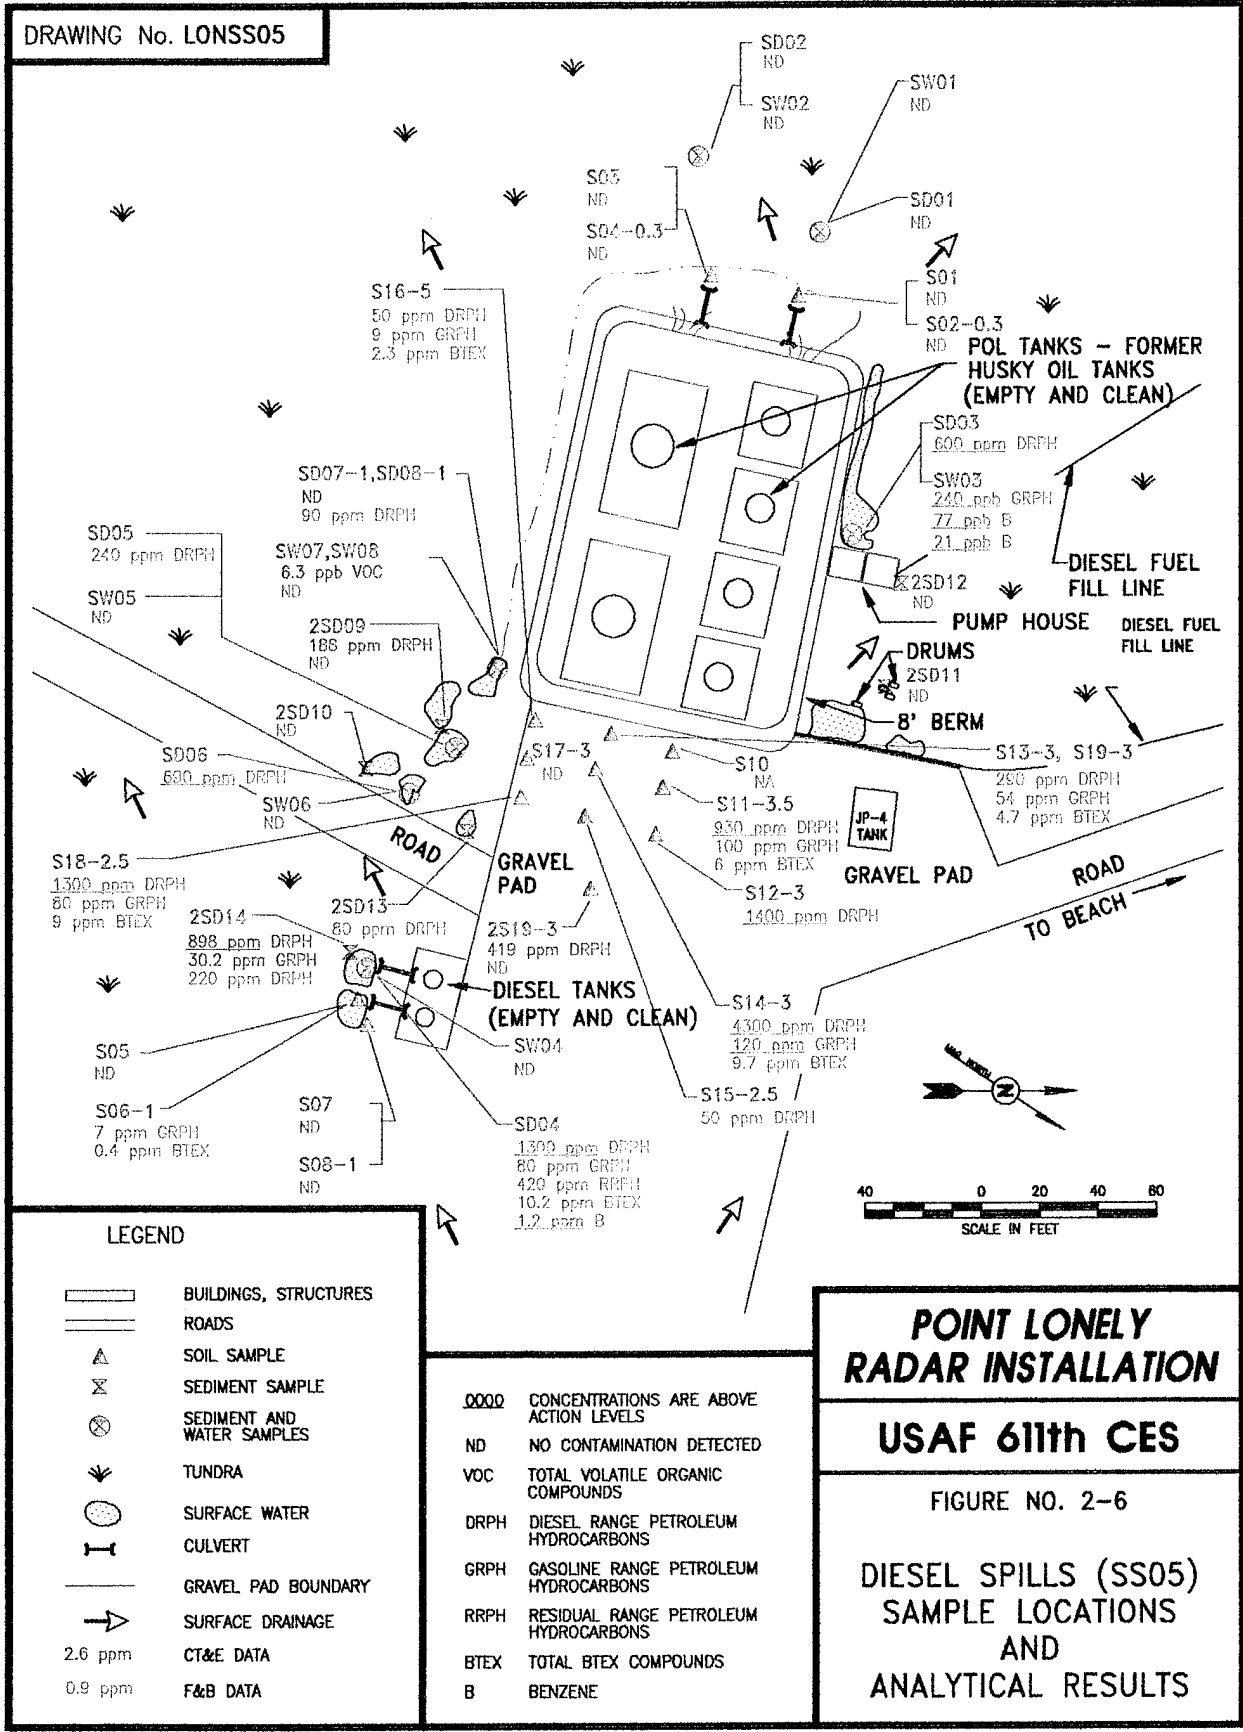 DRAWING No. LONSS05
SD02
ND
SW02
ND
SW01
ND
SD01
ND
S03
ND
S04-0.3
ND
S01
ND
S02-0.3
ND
POL TANKS – FORMER
HUSKY OIL TANKS
(EMPTY AND CLEAN)
S16-5
50 ppm DRPH
9 ppm GRPH
2.3 ppm BTEX
SD03
600 ppm DRPH
SW03
240 ppb GRPH
77 ppb B
21 ppb B
SD07-1,SD08-1
ND
90 ppm DRPH
SW07,SW08
6.3 ppb VOC
ND
SD05
240 ppm DRPH
SW05
ND
2SD09
188 ppm DRPH
ND
2SD10
ND
SD06
690 ppm DRPH
SW06
ND
DIESEL FUEL
FILL LINE
2SD12
ND
PUMP HOUSE
DIESEL FUEL
FILL LINE
DRUMS
2SD11
ND
8' BERM
S17-3
ND
S10
NA
S13-3, S19-3
290 ppm DRPH
54 ppm GRPH
4.7 ppm BTEX
S11-3.5
930 ppm DRPH
100 ppm GRPH
6 ppm BTEX
JP-4
TANK
GRAVEL PAD
S12-3
1400 ppm DRPH
ROAD
TO BEACH
ROAD
GRAVEL
PAD
S18-2.5
1300 ppm DRPH
80 ppm GRPH
9 ppm BTEX
2SD14
898 ppm DRPH
30.2 ppm GRPH
220 ppm DRPH
2SD13
80 ppm DRPH
2S19-3
419 ppm DRPH
ND
DIESEL TANKS
(EMPTY AND CLEAN)
S14-3
4300 ppm DRPH
120 ppm GRPH
9.7 ppm BTEX
SW04
ND
S05
ND
S06-1
7 ppm GRPH
0.4 ppm BTEX
S07
ND
S08-1
ND
S15-2.5
50 ppm DRPH
SD04
1300 ppm DRPH
80 ppm GRPH
420 ppm RRPH
10.2 ppm BTEX
1.2 ppm B
MAG NORTH
N
40 0 20 40 60
SCALE IN FEET
LEGEND
BUILDINGS, STRUCTURES
ROADS
SOIL SAMPLE
SEDIMENT SAMPLE
SEDIMENT AND
WATER SAMPLES
TUNDRA
SURFACE WATER
CULVERT
GRAVEL PAD BOUNDARY
SURFACE DRAINAGE
2.6 ppm CT&E DATA
0.9 ppm F&B DATA
0000 CONCENTRATIONS ARE ABOVE
ACTION LEVELS
ND NO CONTAMINATION DETECTED
VOC TOTAL VOLATILE ORGANIC
COMPOUNDS
DRPH DIESEL RANGE PETROLEUM
HYDROCARBONS
GRPH GASOLINE RANGE PETROLEUM
HYDROCARBONS
RRPH RESIDUAL RANGE PETROLEUM
HYDROCARBONS
BTEX TOTAL BTEX COMPOUNDS
B BENZENE
POINT LONELY
RADAR INSTALLATION
USAF 611th CES
FIGURE NO. 2-6
DIESEL SPILLS (SS05)
SAMPLE LOCATIONS
AND
ANALYTICAL RESULTS